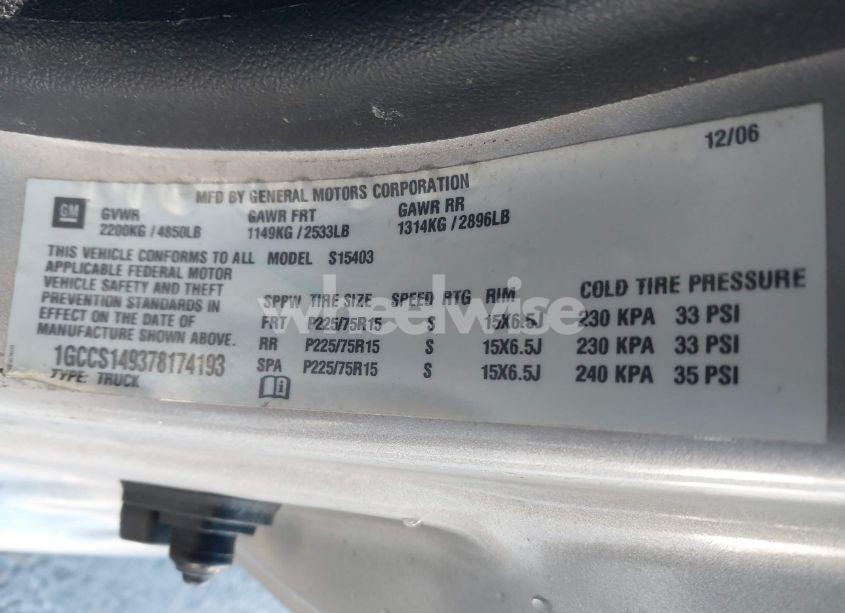 12/06
MFD BY GENERAL MOTORS CORPORATION
GM
GVWR GAWR FRT GAWR RR
2200KG / 4850LB 1149KG / 2533LB 1314KG / 2896LB
THIS VEHICLE CONFORMS TO ALL MODEL S15403
APPLICABLE FEDERAL MOTOR
VEHICLE SAFETY AND THEFT
PREVENTION STANDARDS IN
EFFECT ON THE DATE OF
MANUFACTURE SHOWN ABOVE.
1GCCS149378174193
TYPE: TRUCK
SPPW TIRE SIZE SPEED RTG RIM COLD TIRE PRESSURE
FRT P225/75R15 S 15X6.5J 230 KPA 33 PSI
RR P225/75R15 S 15X6.5J 230 KPA 33 PSI
SPA P225/75R15 S 15X6.5J 240 KPA 35 PSI
wheelwise